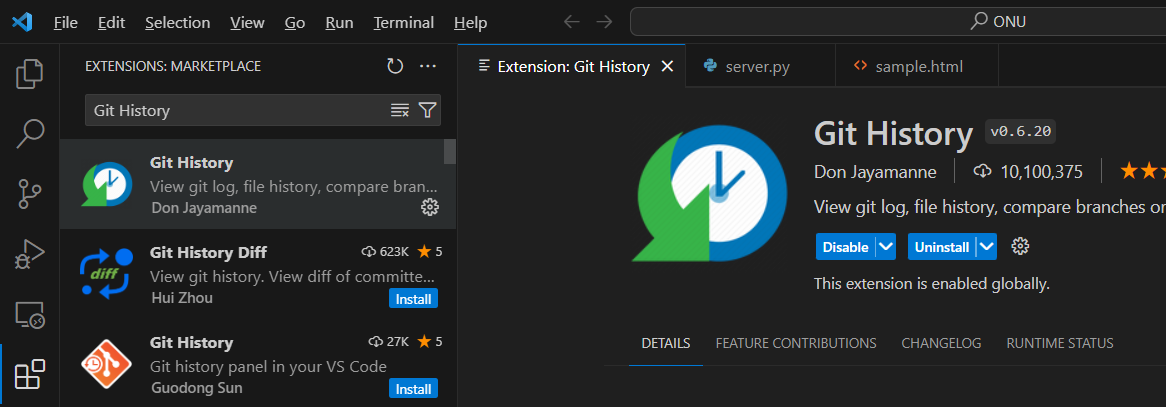 File Edit Selection View Go Run Terminal Help ONU
EXTENSIONS: MARKETPLACE
Git History
Git History
View git log, file history, compare bran...
Don Jayamanne
Git History Diff 623K 5
diff
View git history. View diff of committe...
Hui Zhou Install
Git History 27K 5
Git history panel in your VS Code
Guodong Sun Install
Extension: Git History server.py sample.html
Git History v0.6.20
Don Jayamanne 10,100,375
View git log, file history, compare branches or
Disable Uninstall
This extension is enabled globally.
DETAILS FEATURE CONTRIBUTIONS CHANGELOG RUNTIME STATUS